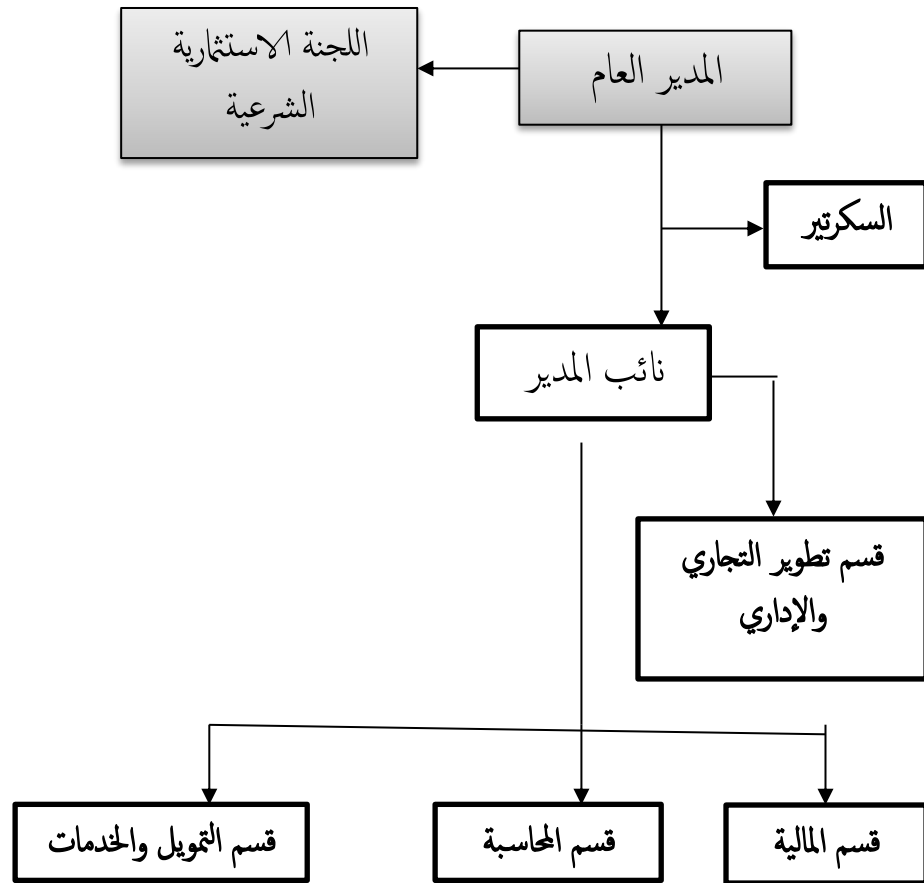 المدير العام
اللجنة الاستثمارية
الشرعية
السكرتير
نائب المدير
قسم تطوير التجاري
والإداري
قسم المالية
قسم المحاسبة
قسم التمويل والخدمات